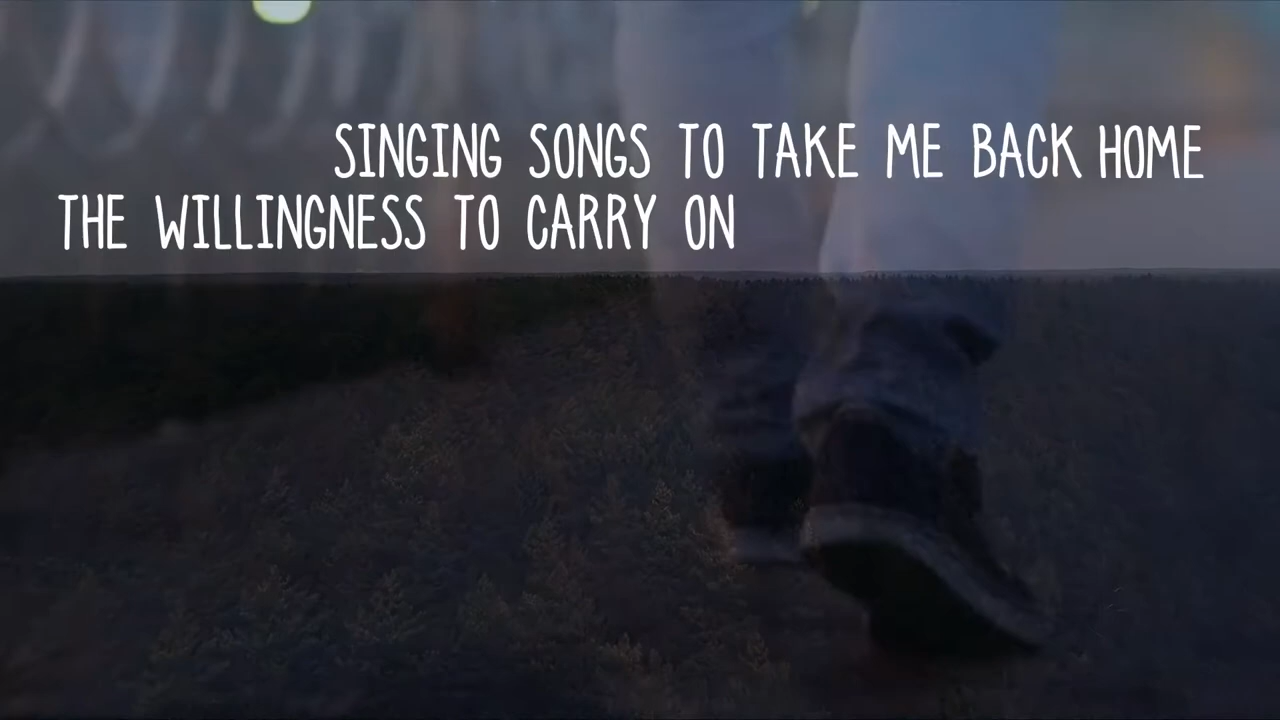 SINGING SONGS TO TAKE ME BACK HOME
THE WILLINGNESS TO CARRY ON